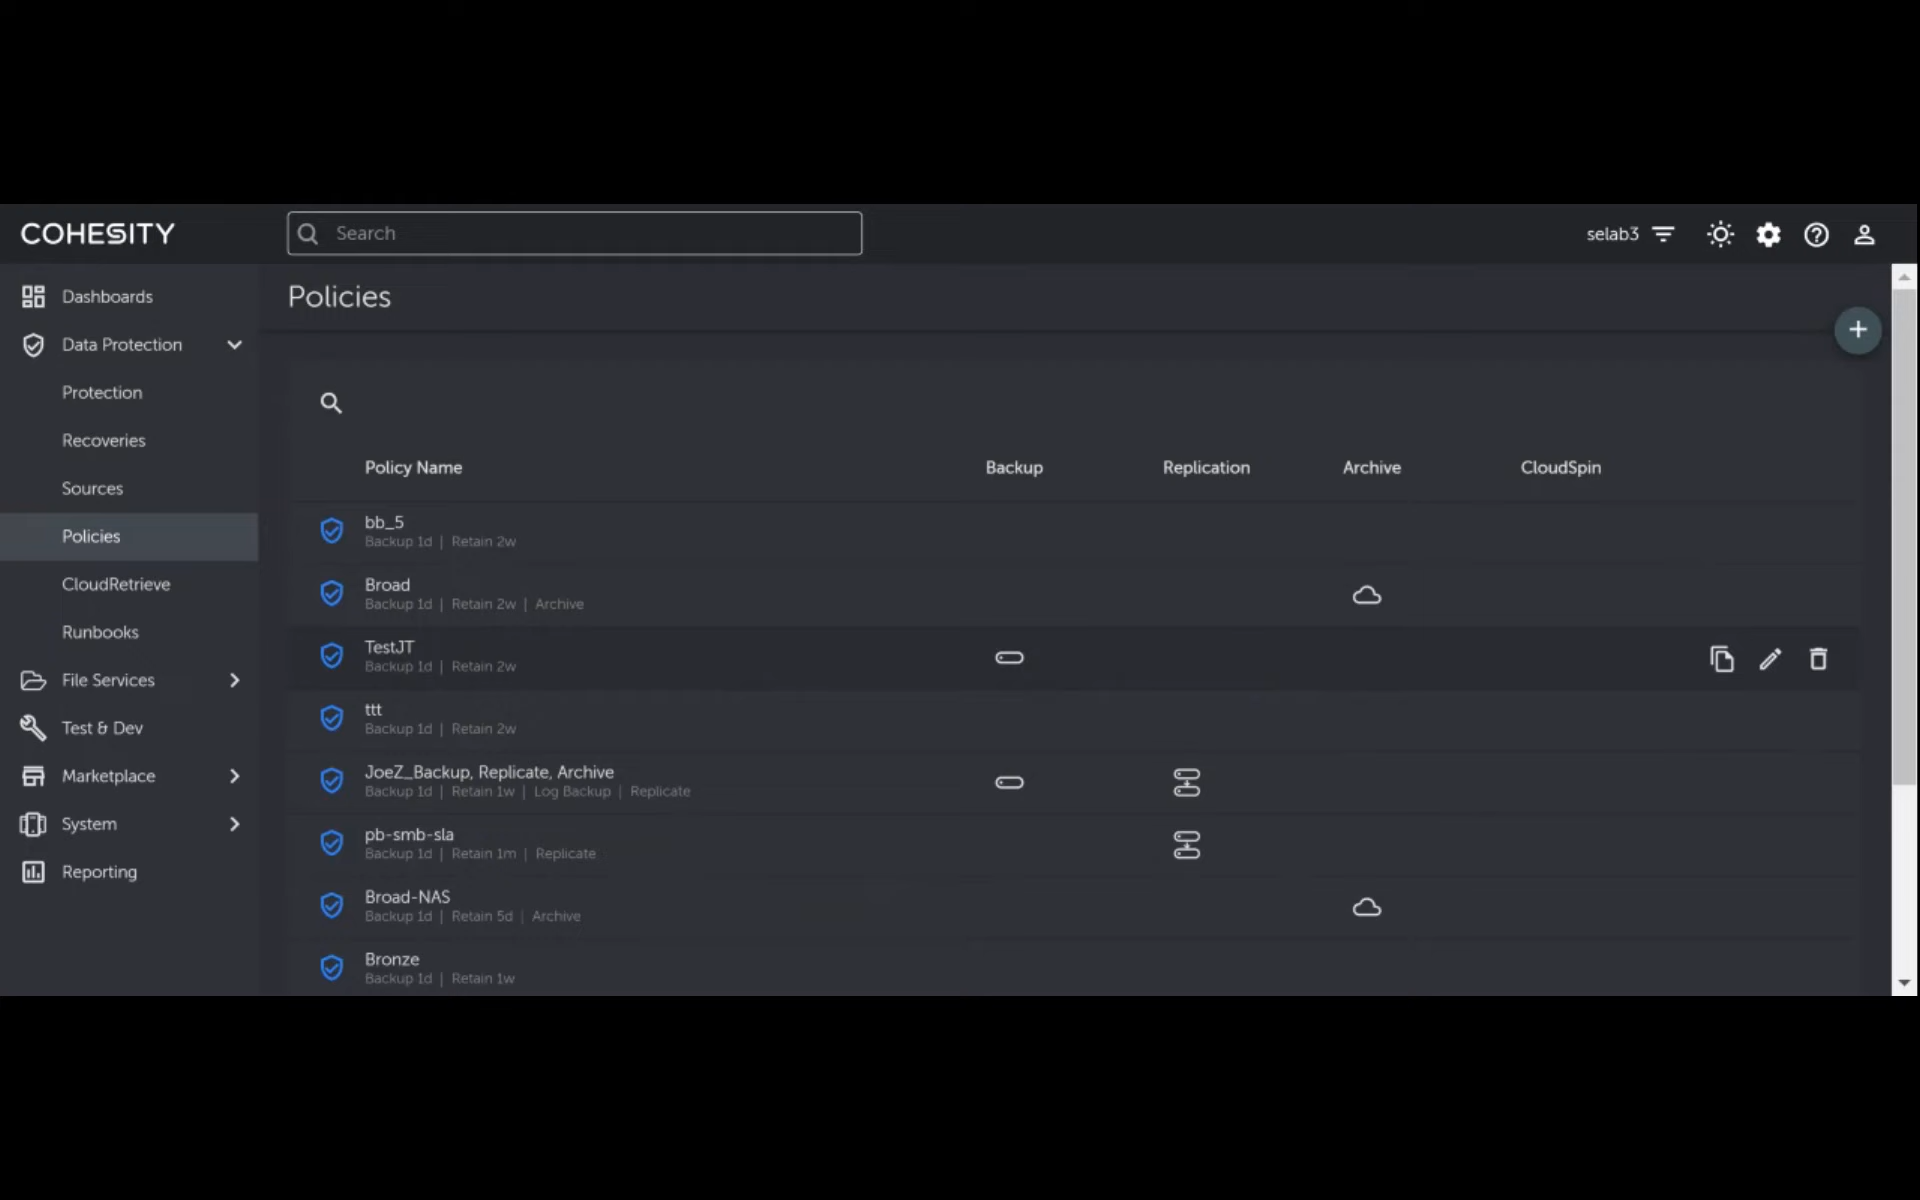 COHESITY
Search
selab3
Dashboards
Data Protection
Protection
Recoveries
Sources
Policies
CloudRetrieve
Runbooks
File Services
Test & Dev
Marketplace
System
Reporting
Policies
Policy Name Backup Replication Archive CloudSpin
bb_5
Backup 1d | Retain 2w
Broad
Backup 1d | Retain 2w | Archive
TestJT
Backup 1d | Retain 2w
ttt
Backup 1d | Retain 2w
JoeZ_Backup, Replicate, Archive
Backup 1d | Retain 1w | Log Backup | Replicate
pb-smb-sla
Backup 1d | Retain 1m | Replicate
Broad-NAS
Backup 1d | Retain 5d | Archive
Bronze
Backup 1d | Retain 1w